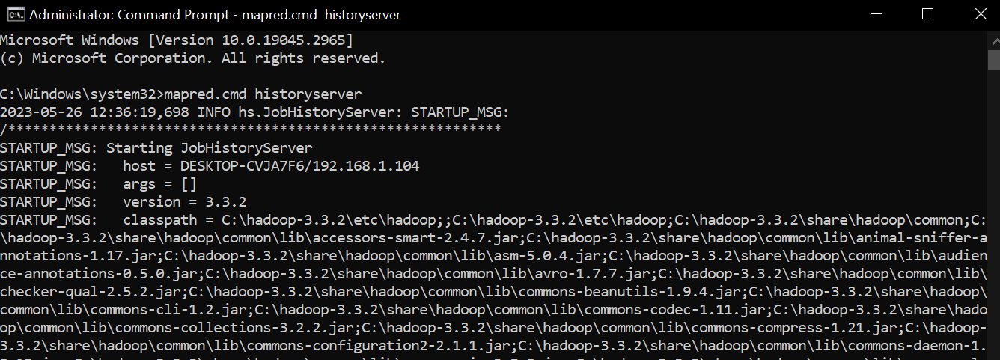 Administrator: Command Prompt - mapred.cmd  historyserver
Microsoft Windows [Version 10.0.19045.2965]
(c) Microsoft Corporation. All rights reserved.
C:\Windows\system32>mapred.cmd historyserver
2023-05-26 12:36:19,698 INFO hs.JobHistoryServer: STARTUP_MSG:
/************************************************************
STARTUP_MSG: Starting JobHistoryServer
STARTUP_MSG:   host = DESKTOP-CVJA7F6/192.168.1.104
STARTUP_MSG:   args = []
STARTUP_MSG:   version = 3.3.2
STARTUP_MSG:   classpath = C:\hadoop-3.3.2\etc\hadoop;;C:\hadoop-3.3.2\etc\hadoop;C:\hadoop-3.3.2\share\hadoop\common;C:
\hadoop-3.3.2\share\hadoop\common\lib\accessors-smart-2.4.7.jar;C:\hadoop-3.3.2\share\hadoop\common\lib\animal-sniffer-a
nnotations-1.17.jar;C:\hadoop-3.3.2\share\hadoop\common\lib\asm-5.0.4.jar;C:\hadoop-3.3.2\share\hadoop\common\lib\audien
ce-annotations-0.5.0.jar;C:\hadoop-3.3.2\share\hadoop\common\lib\avro-1.7.7.jar;C:\hadoop-3.3.2\share\hadoop\common\lib\
checker-qual-2.5.2.jar;C:\hadoop-3.3.2\share\hadoop\common\lib\commons-beanutils-1.9.4.jar;C:\hadoop-3.3.2\share\hadoop\
common\lib\commons-cli-1.2.jar;C:\hadoop-3.3.2\share\hadoop\common\lib\commons-codec-1.11.jar;C:\hadoop-3.3.2\share\hado
op\common\lib\commons-collections-3.2.2.jar;C:\hadoop-3.3.2\share\hadoop\common\lib\commons-compress-1.21.jar;C:\hadoop-
3.3.2\share\hadoop\common\lib\commons-configuration2-2.1.1.jar;C:\hadoop-3.3.2\share\hadoop\common\lib\commons-daemon-1.